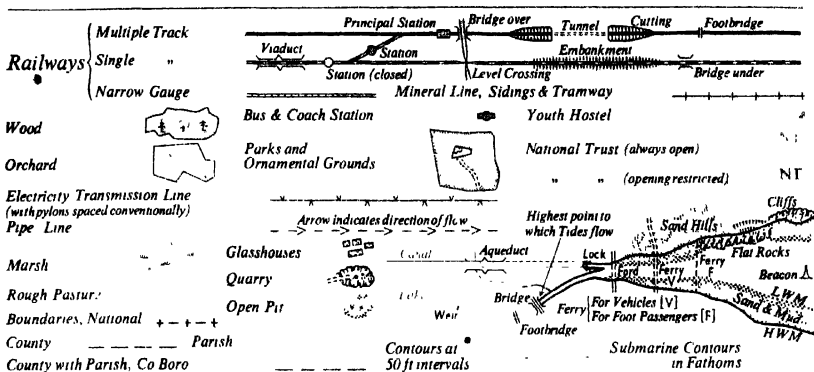 Principal Station Bridge over Tunnel Cutting Footbridge
Multiple Track
Viaduct Station Embankment
Railways Single "
Station (closed) Level Crossing Bridge under
Narrow Gauge Mineral Line, Sidings & Tramway
Wood Bus & Coach Station Youth Hostel
Orchard Parks and Ornamental Grounds National Trust (always open)
" " (opening restricted) NT
Electricity Transmission Line
(with pylons spaced conventionally)
Pipe Line Arrow indicates direction of flow
Highest point to which Tides flow
Sand Hills Cliffs
Flat Rocks
Marsh Glasshouses Canal Aqueduct Lock
Ford Ferry V Ferry F Beacon
Quarry
Rough Pasture Open Pit Weir Bridge
LWM
Ferry For Vehicles [V]
For Foot Passengers [F]
Sand & Mud
HWM
Footbridge
Boundaries, National
County Parish Contours at
50 ft intervals
Submarine Contours
in Fathoms
County with Parish, Co Boro